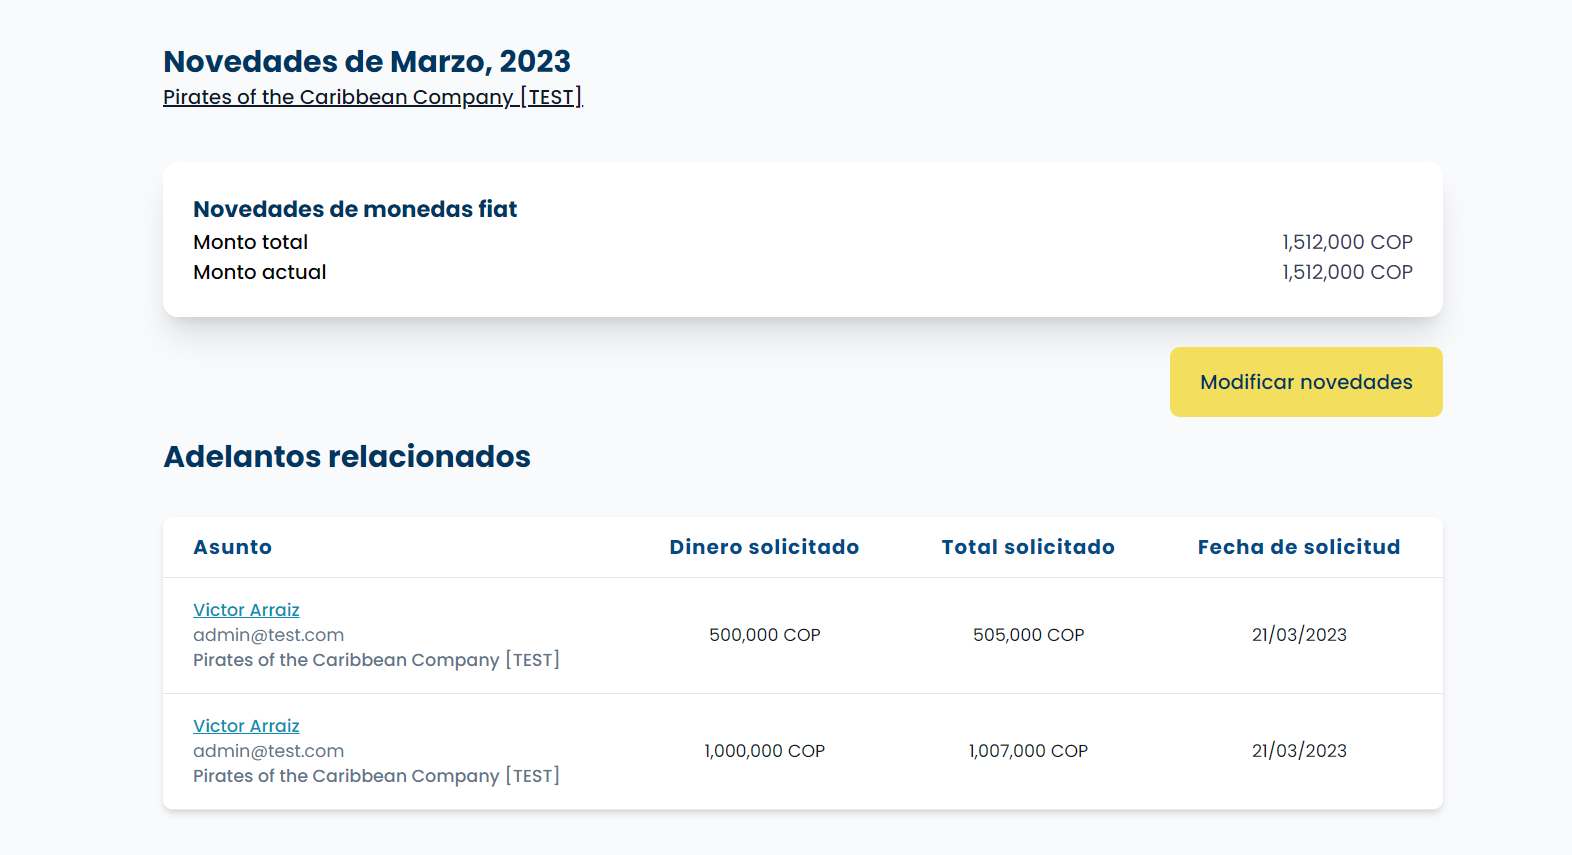 Novedades de Marzo, 2023
Pirates of the Caribbean Company [TEST]
Novedades de monedas fiat
Monto total 1,512,000 COP
Monto actual 1,512,000 COP
Modificar novedades
Adelantos relacionados
Asunto Dinero solicitado Total solicitado Fecha de solicitud
Victor Arraiz
admin@test.com 500,000 COP 505,000 COP 21/03/2023
Pirates of the Caribbean Company [TEST]
Victor Arraiz
admin@test.com 1,000,000 COP 1,007,000 COP 21/03/2023
Pirates of the Caribbean Company [TEST]